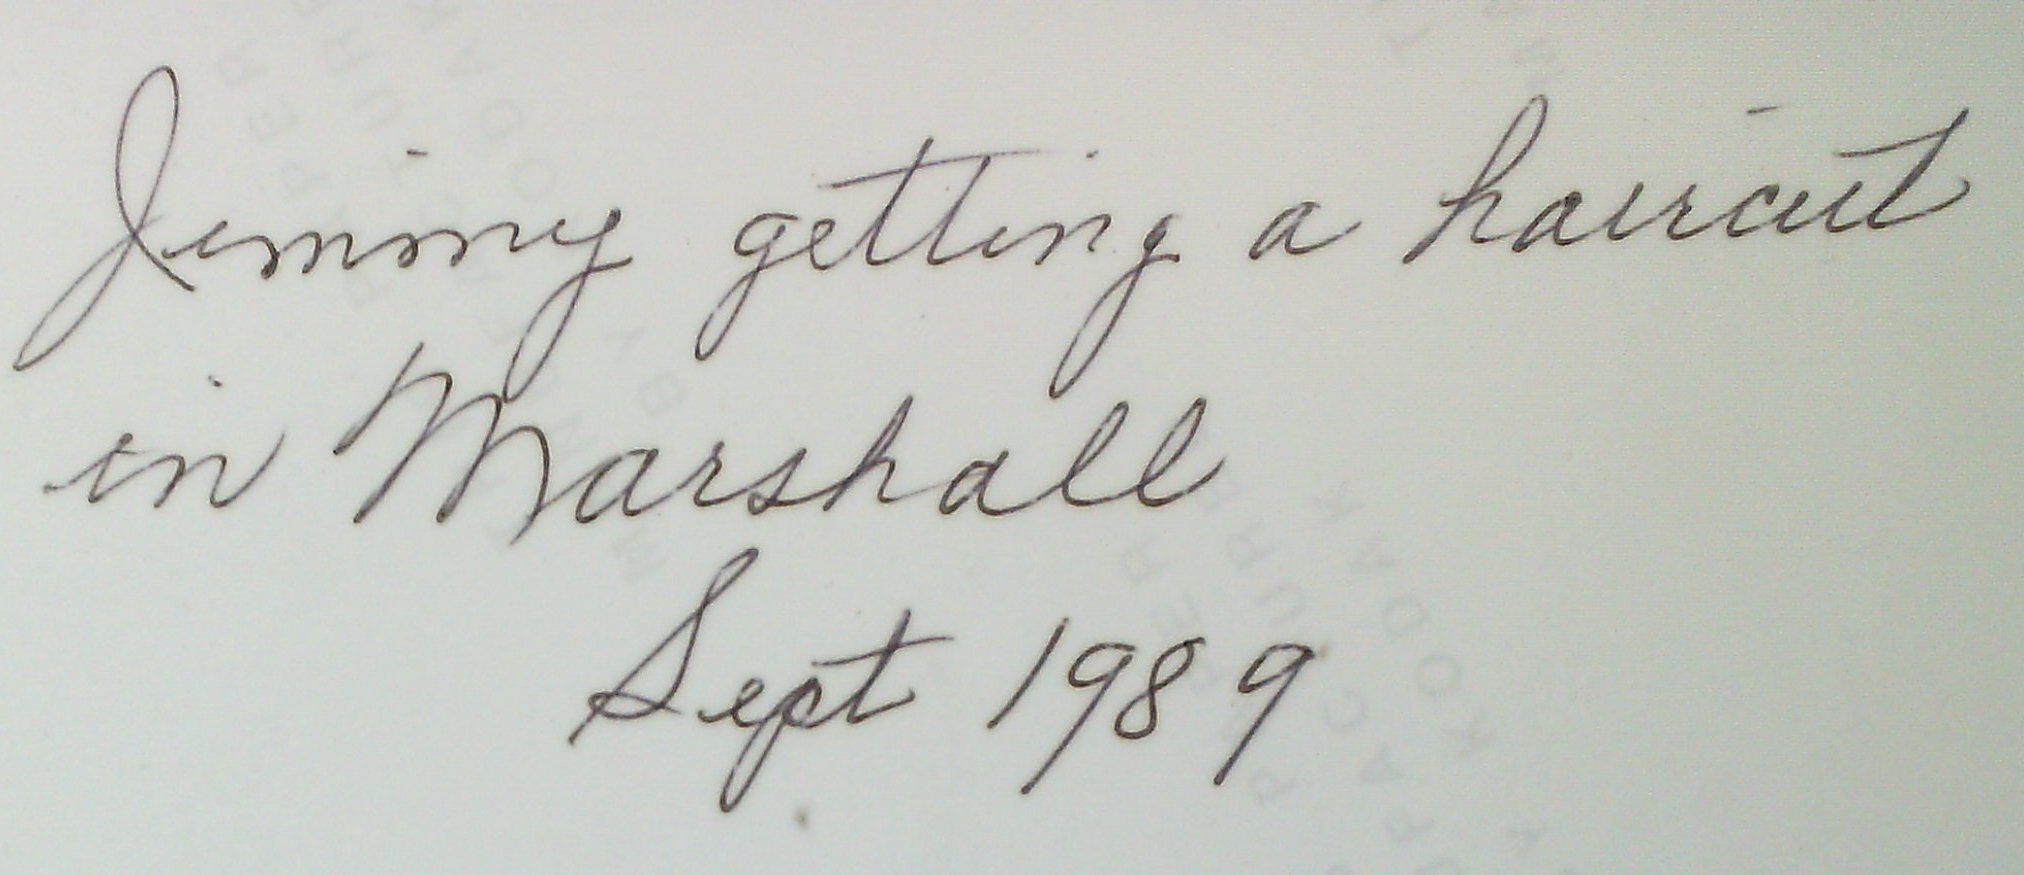 Jimmy getting a haircut
in Marshall
Sept 1989